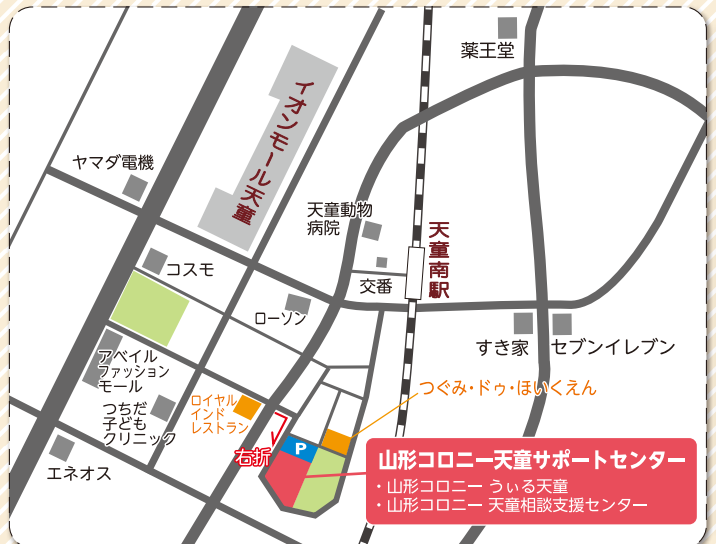 薬王堂
イオンモール天童
ヤマダ電機
天童動物
病院
天童南駅
コスモ
交番
ローソン
すき家
セブンイレブン
アベイル
ファッション
モール
つぐみ・ドゥ・ほいくえん
ロイヤル
インド
レストラン
つちだ
子ども
クリニック
右折
P
エネオス
山形コロニー天童サポートセンター
・山形コロニー うぃる天童
・山形コロニー 天童相談支援センター